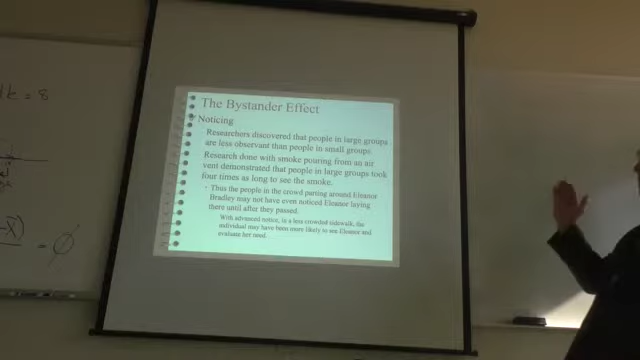 k = 8
The Bystander Effect
Noticing
Researchers discovered that people in large groups
are less observant than people in small groups.
Research done with smoke pouring from an air
vent demonstrated that people in large groups took
four times as long to see the smoke.
Thus the people in the crowd parting around Eleanor
Bradley may not have even noticed Eleanor laying
there until after they passed.
With advanced notice, in a less crowded sidewalk, the
individual may have been more likely to see Eleanor and
evaluate her need.
= Ø